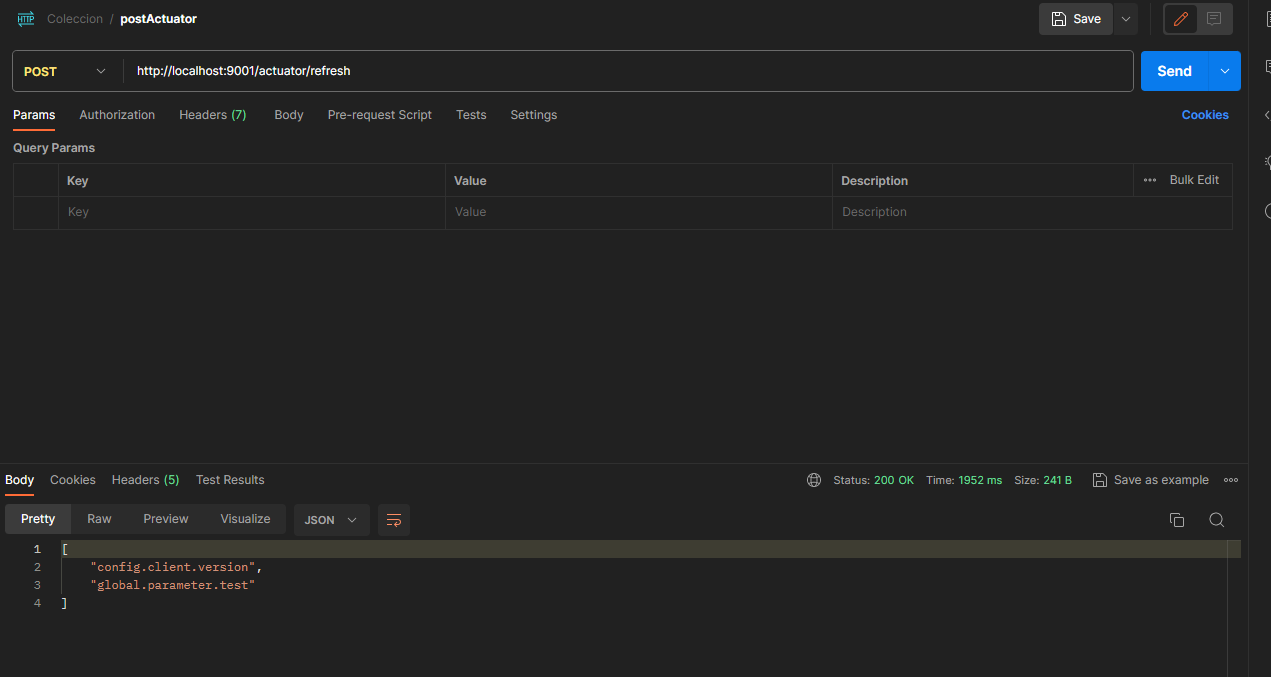 HTTP Coleccion / postActuator Save
POST http://localhost:9001/actuator/refresh Send
Params Authorization Headers (7) Body Pre-request Script Tests Settings Cookies
Query Params
Key Value Description Bulk Edit
Key Value Description
Body Cookies Headers (5) Test Results Status: 200 OK Time: 1952 ms Size: 241 B Save as example
Pretty Raw Preview Visualize JSON
1 [
2 "config.client.version",
3 "global.parameter.test"
4 ]